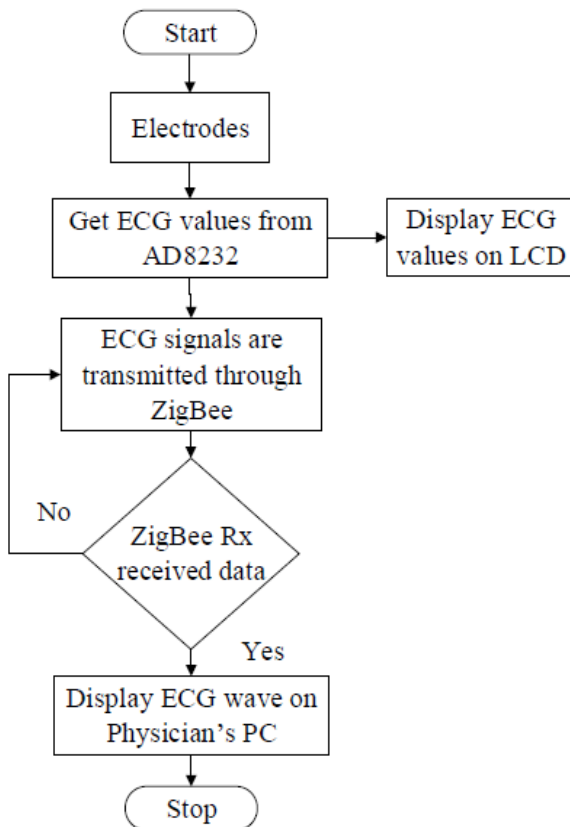 Start
Electrodes
Get ECG values from
AD8232
Display ECG
values on LCD
ECG signals are
transmitted through
ZigBee
No
ZigBee Rx
received data
Yes
Display ECG wave on
Physician's PC
Stop